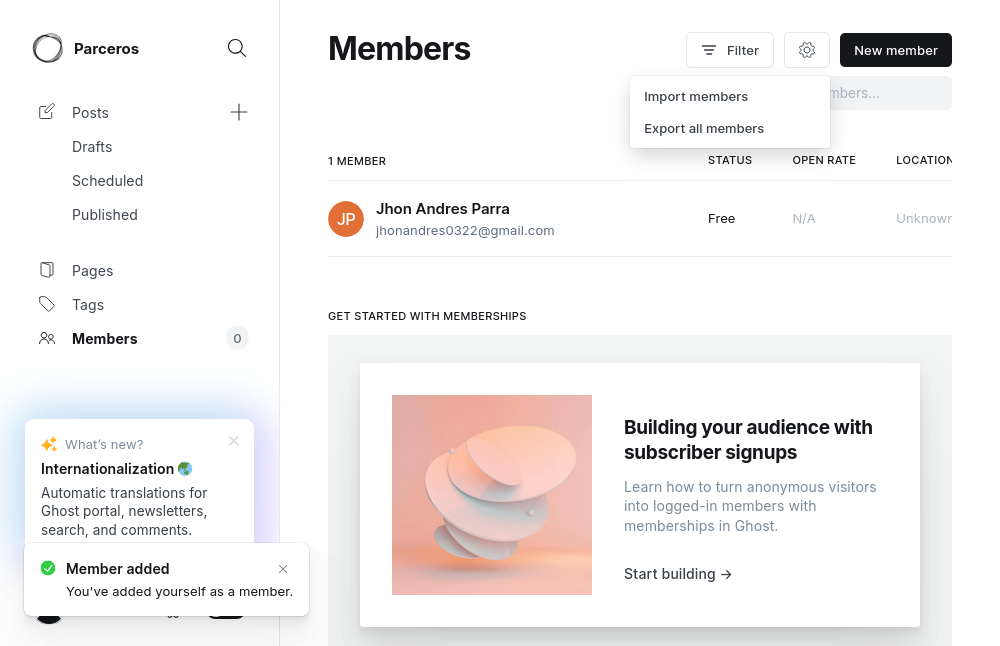 Parceros
Posts
Drafts
Scheduled
Published
Pages
Tags
Members
0
What's new?
Internationalization
Automatic translations for
Ghost portal, newsletters,
search, and comments.
Member added
You've added yourself as a member.
Members
Filter
New member
Import members
Export all members
1 MEMBER
STATUS
OPEN RATE
LOCATION
JP
Jhon Andres Parra
jhonandres0322@gmail.com
Free
N/A
GET STARTED WITH MEMBERSHIPS
Building your audience with
subscriber signups
Learn how to turn anonymous visitors
into logged-in members with
memberships in Ghost.
Start building →